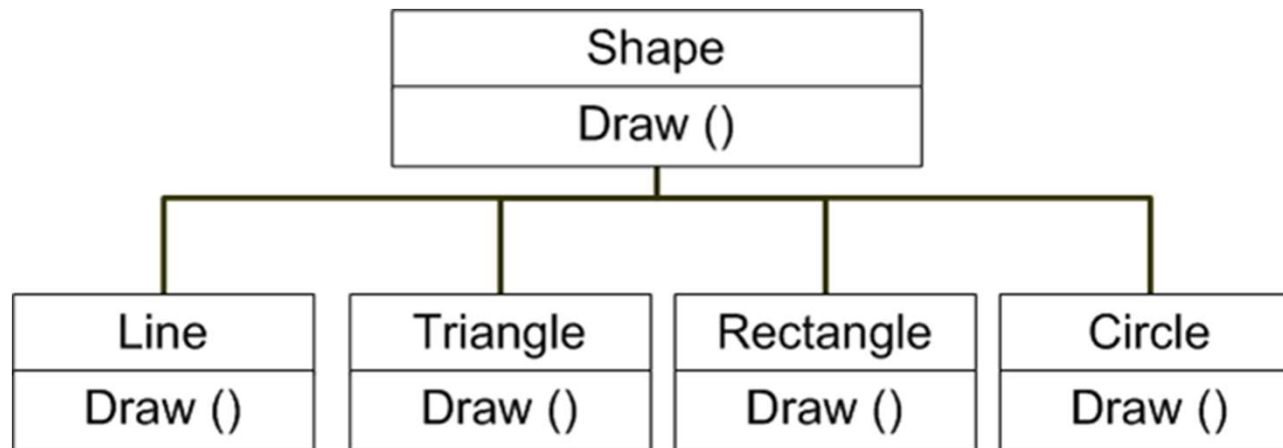 Shape
Draw ()
Line
Triangle
Rectangle
Circle
Draw ()
Draw ()
Draw ()
Draw ()